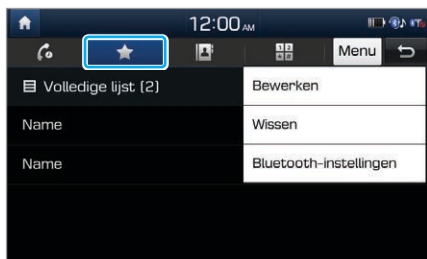 12:00 AM
Menu
Volledige lijst (2)
Bewerken
Name
Wissen
Name
Bluetooth-instellingen